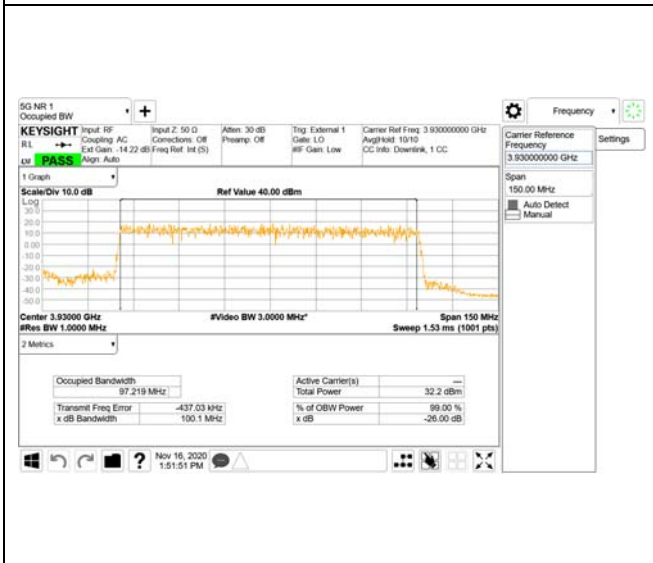 5G NR 1
Occupied BW
+
Frequency
KEYSIGHT Input: RF Input Z: 50 Ω Atten: 30 dB Trig: External 1 Carrier Ref Freq: 3.930000000 GHz
RL Coupling: AC Corrections: Off Preamp: Off Gate: LO Avg|Hold: 10/10
Ext Gain: -14.22 dB Freq Ref: Int (S) #IF Gain: Low CC Info: Downlink, 1 CC
PASS Align: Auto
Carrier Reference
Frequency
3.930000000 GHz
Settings
Span
150.00 MHz
Auto Detect
Manual
1 Graph
Scale/Div 10.0 dB Ref Value 40.00 dBm
Log
30.0
20.0
10.0
0.00
-10.0
-20.0
-30.0
-40.0
-50.0
Center 3.93000 GHz #Video BW 3.0000 MHz* Span 150 MHz
#Res BW 1.0000 MHz Sweep 1.53 ms (1001 pts)
2 Metrics
Occupied Bandwidth Active Carrier(s) ---
97.219 MHz Total Power 32.2 dBm
Transmit Freq Error -437.03 kHz % of OBW Power 99.00 %
x dB Bandwidth 100.1 MHz x dB -26.00 dB
? Nov 16, 2020
1:51:51 PM